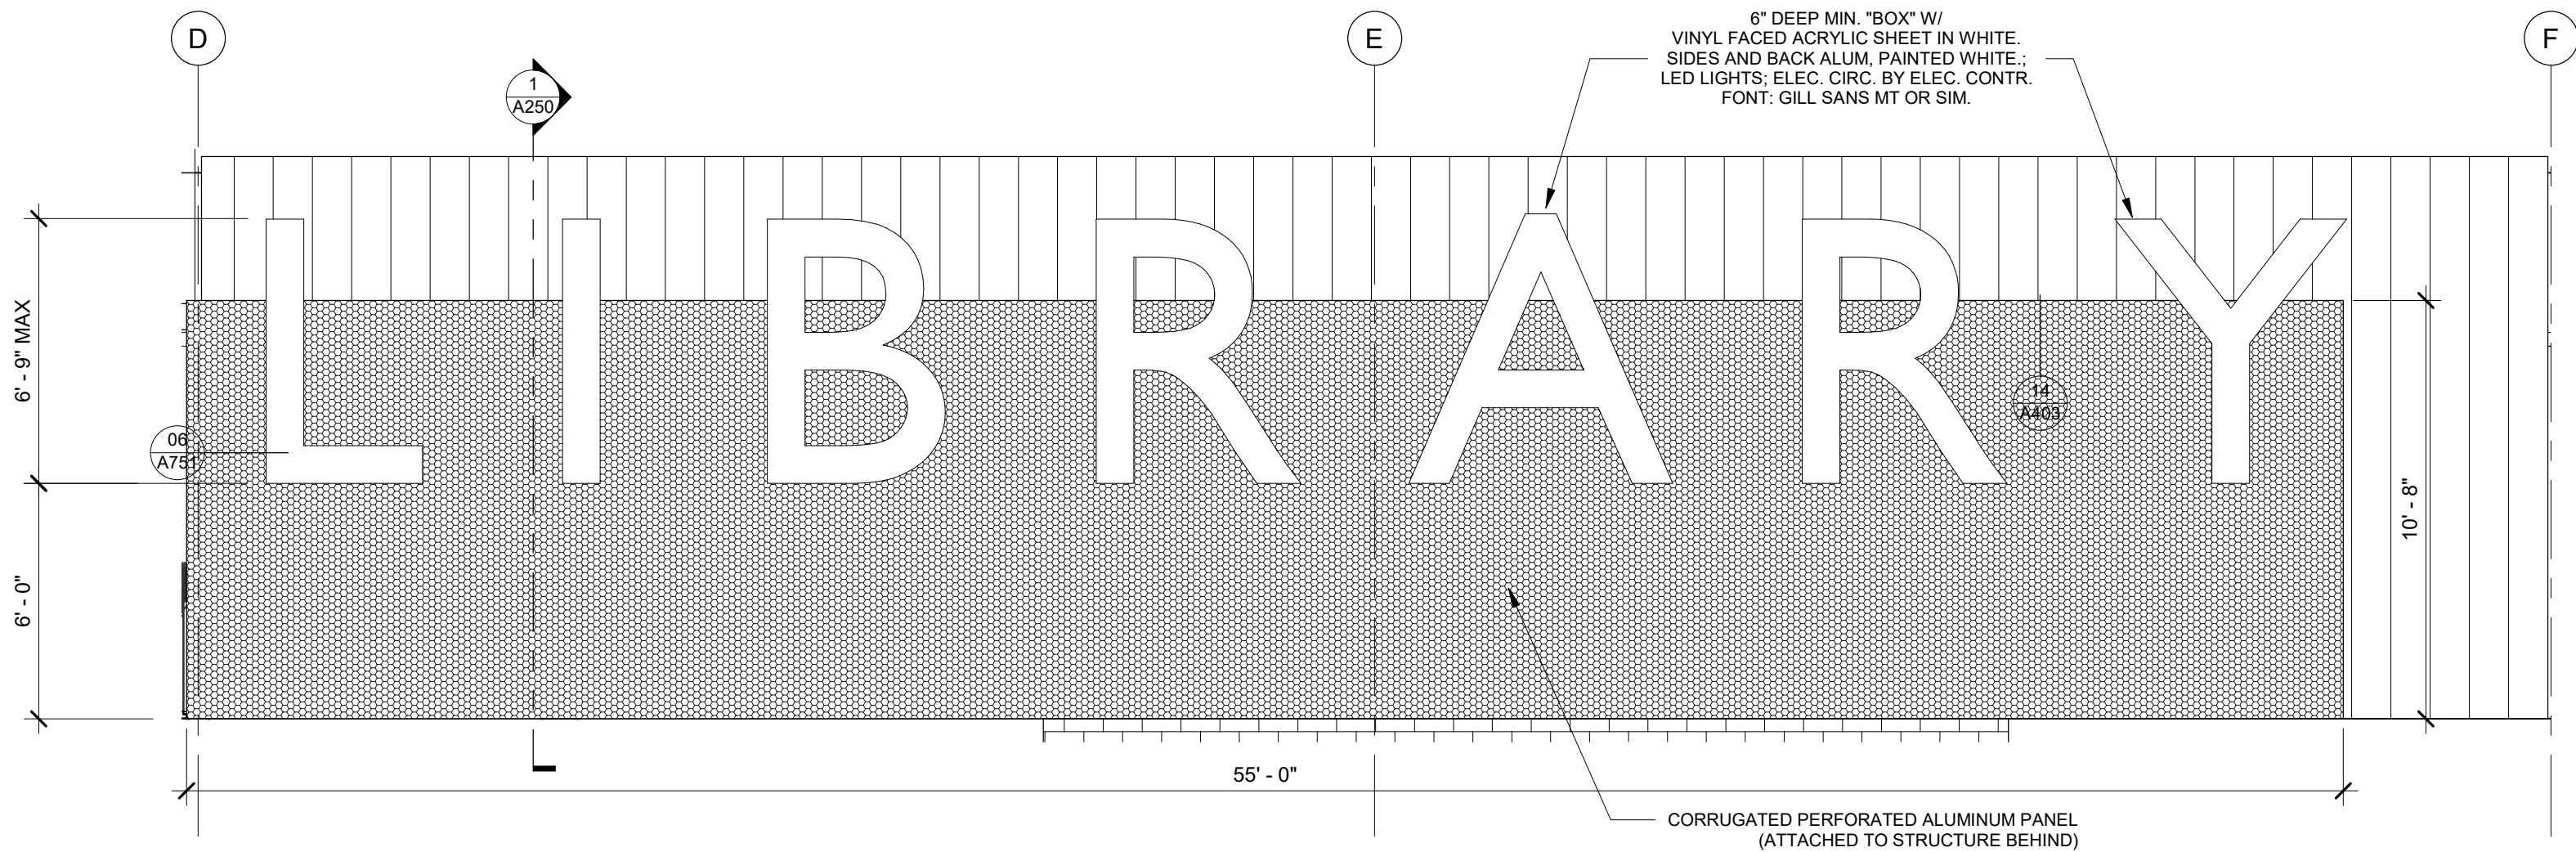 D
E
F
6" DEEP MIN. "BOX" W/
VINYL FACED ACRYLIC SHEET IN WHITE.
SIDES AND BACK ALUM, PAINTED WHITE.;
LED LIGHTS; ELEC. CIRC. BY ELEC. CONTR.
FONT: GILL SANS MT OR SIM.
1
A250
LIBRARY
6' - 9" MAX
14
A403
06
A751
10' - 8"
6' - 0"
55' - 0"
CORRUGATED PERFORATED ALUMINUM PANEL
(ATTACHED TO STRUCTURE BEHIND)